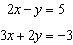 2x − y = 5
3x + 2y = −3